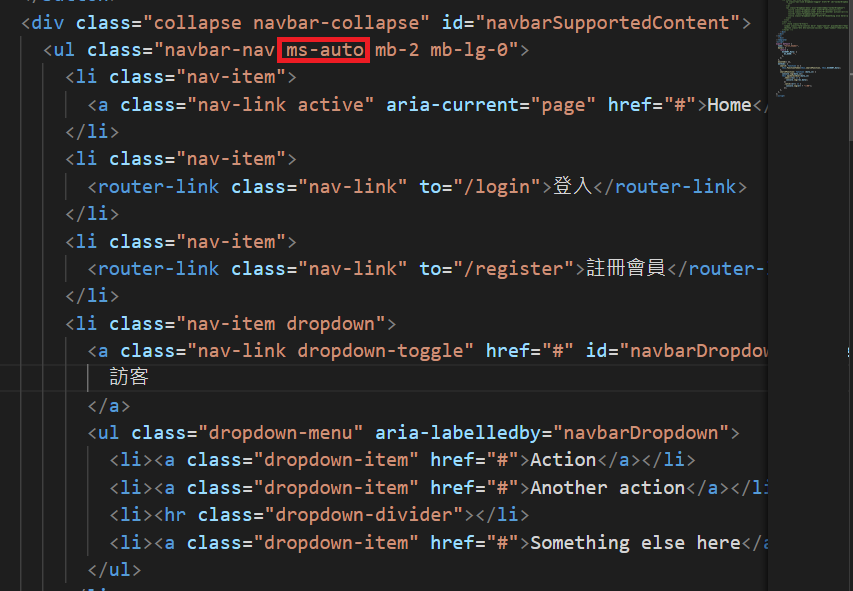 <div class="collapse navbar-collapse" id="navbarSupportedContent">
<ul class="navbar-nav ms-auto mb-2 mb-lg-0">
<li class="nav-item">
<a class="nav-link active" aria-current="page" href="#">Home</
</li>
<li class="nav-item">
<router-link class="nav-link" to="/login">登入</router-link>
</li>
<li class="nav-item">
<router-link class="nav-link" to="/register">註冊會員</router-
</li>
<li class="nav-item dropdown">
<a class="nav-link dropdown-toggle" href="#" id="navbarDropdow
訪客
</a>
<ul class="dropdown-menu" aria-labelledby="navbarDropdown">
<li><a class="dropdown-item" href="#">Action</a></li>
<li><a class="dropdown-item" href="#">Another action</a></li
<li><hr class="dropdown-divider"></li>
<li><a class="dropdown-item" href="#">Something else here</a
</ul>